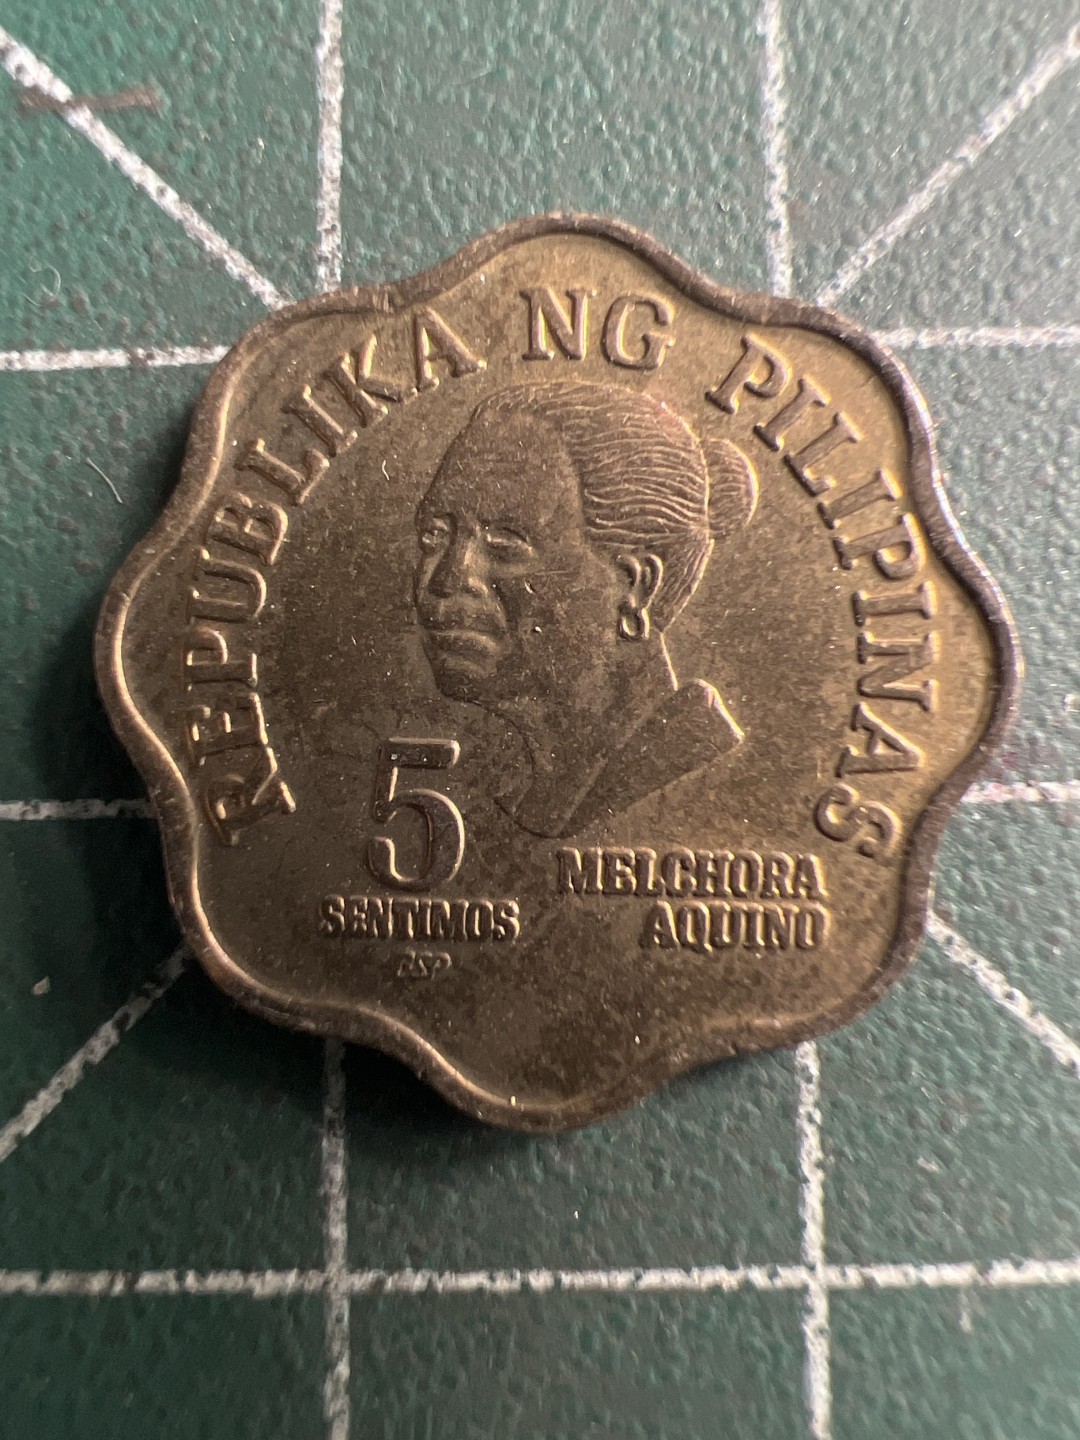 REPUBLIKA NG PILIPINAS
5
SENTIMOS
BSP
MELCHORA
AQUINO